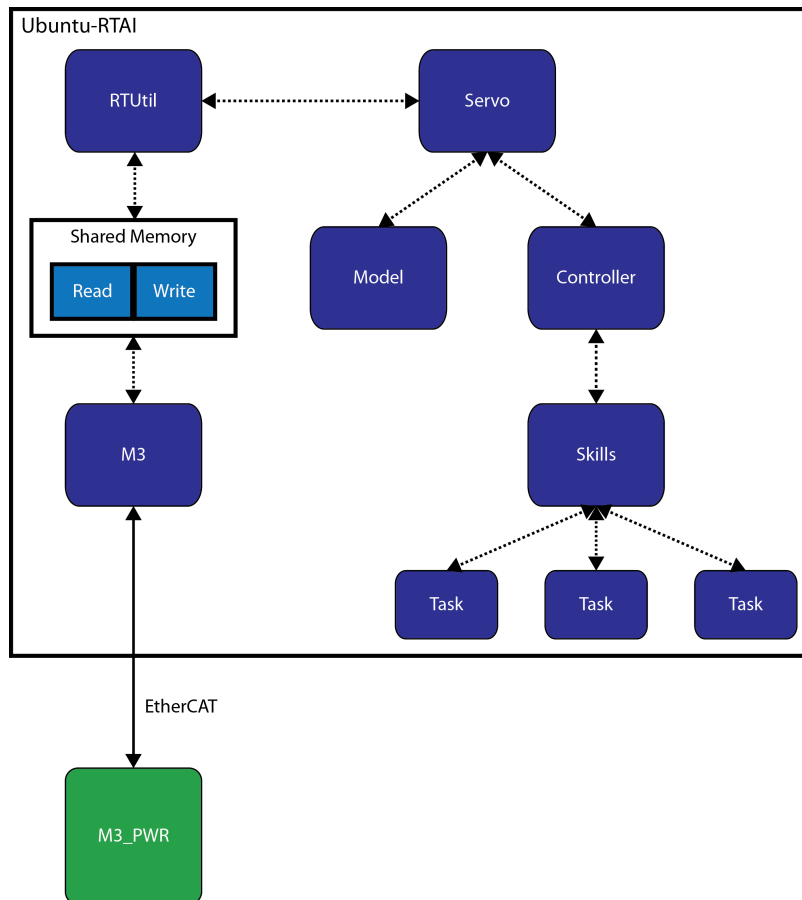 Ubuntu-RTAI
RTUtil
Servo
Shared Memory
Read
Write
Model
Controller
M3
Skills
Task
Task
Task
EtherCAT
M3_PWR